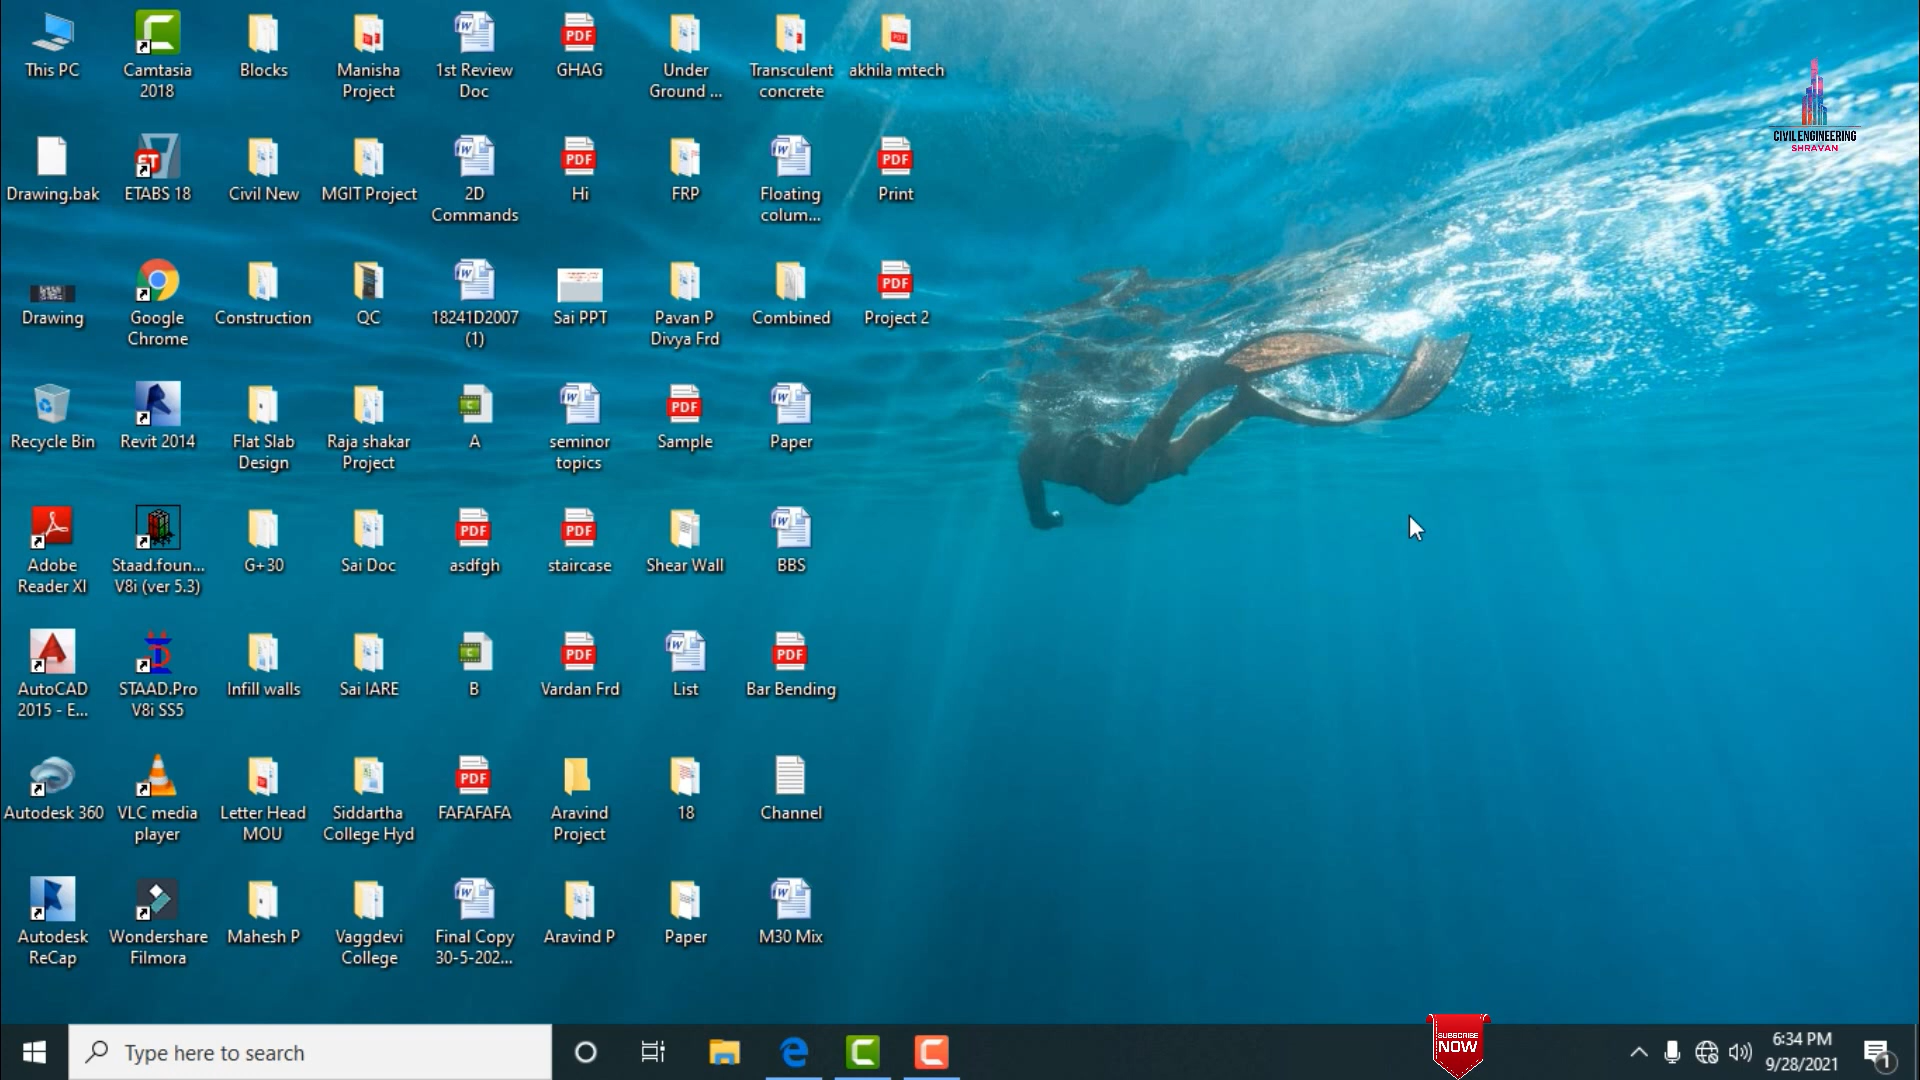 This PC
Camtasia
2018
Blocks
Manisha
Project
1st Review
Doc
GHAG
Under
Ground ...
Transculent
concrete
akhila mtech
CIVIL ENGINEERING
SHRAVAN
Drawing.bak
ETABS 18
Civil New
MGIT Project
2D
Commands
Hi
FRP
Floating
colum...
Print
Drawing
Google
Chrome
Construction
QC
18241D2007
(1)
Sai PPT
Pavan P
Divya Frd
Combined
Project 2
Recycle Bin
Revit 2014
Flat Slab
Design
Raja shakar
Project
A
seminor
topics
Sample
Paper
Adobe
Reader XI
Staad.foun...
V8i (ver 5.3)
G+30
Sai Doc
asdfgh
staircase
Shear Wall
BBS
AutoCAD
2015 - E...
STAAD.Pro
V8i SS5
Infill walls
Sai IARE
B
Vardan Frd
List
Bar Bending
Autodesk 360
VLC media
player
Letter Head
MOU
Siddartha
College Hyd
FAFAFAFA
Aravind
Project
18
Channel
Autodesk
ReCap
Wondershare
Filmora
Mahesh P
Vaggdevi
College
Final Copy
30-5-202...
Aravind P
Paper
M30 Mix
Type here to search
SUBSCRIBE
NOW
6:34 PM
9/28/2021
1